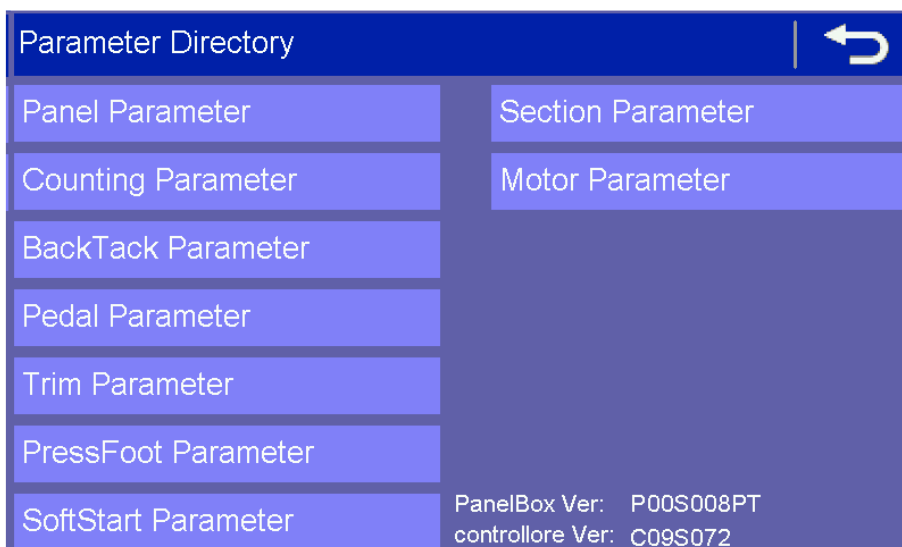 Parameter Directory
Panel Parameter
Section Parameter
Counting Parameter
Motor Parameter
BackTack Parameter
Pedal Parameter
Trim Parameter
PressFoot Parameter
SoftStart Parameter
PanelBox Ver: P00S008PT
controllore Ver: C09S072